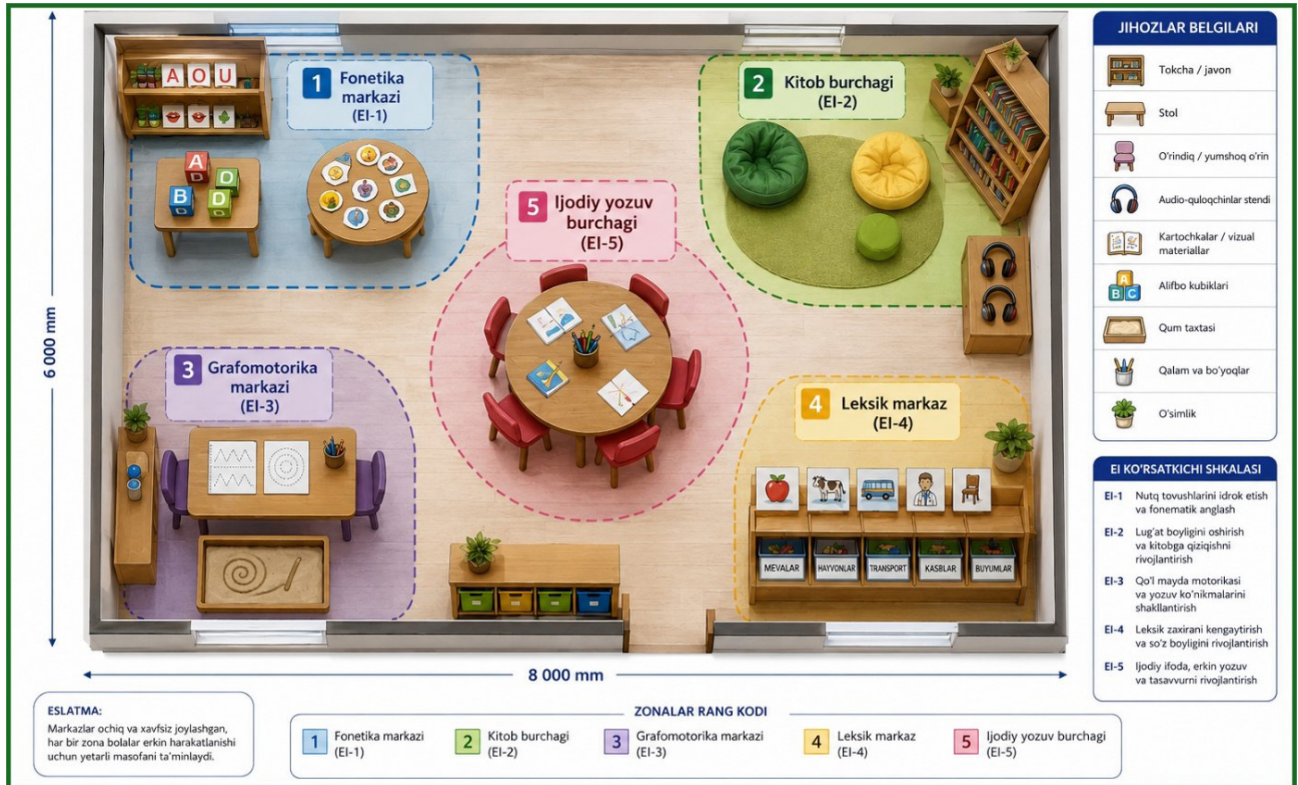 A O U
1 Fonetika
markazi
(EI-1)
A
D
B
D
D
D
2 Kitob burchagi
(EI-2)
5 Ijodiy yozuv
burchagi
(EI-5)
3 Grafomotorika
markazi
(EI-3)
4 Leksik markaz
(EI-4)
MEVALAR
HAYVONLAR
TRANSPORT
KASBLAR
BUYUMLAR
6 000 mm
8 000 mm
JIHOZLAR BELGILARI
Tokcha / javon
Stol
O'rindiq / yumshoq o'rin
Audio-quloqchinlar stendi
Kartochkalar / vizual
materiallar
A
B C
Alifbo kubiklari
Qum taxtasi
Qalam va bo'yoqlar
O'simlik
EI KO'RSATKICHI SHKALASI
EI-1 Nutq tovushlarini idrok etish
va fonematik anglash
EI-2 Lug'at boyligini oshirish
va kitobga qiziqishni
rivojlantirish
EI-3 Qo'l mayda motorikasi
va yozuv ko'nikmalarini
shakllantirish
EI-4 Leksik zaxirani kengaytirish
va so'z boyligini rivojlantirish
EI-5 Ijodiy ifoda, erkin yozuv
va tasavvurni rivojlantirish
ESLATMA:
Markazlar ochiq va xavfsiz joylashgan,
har bir zona bolalar erkin harakatlanishi
uchun yetarli masofani ta'minlaydi.
ZONALAR RANG KODI
1 Fonetika markazi
(EI-1)
2 Kitob burchagi
(EI-2)
3 Grafomotorika markazi
(EI-3)
4 Leksik markaz
(EI-4)
5 Ijodiy yozuv burchagi
(EI-5)